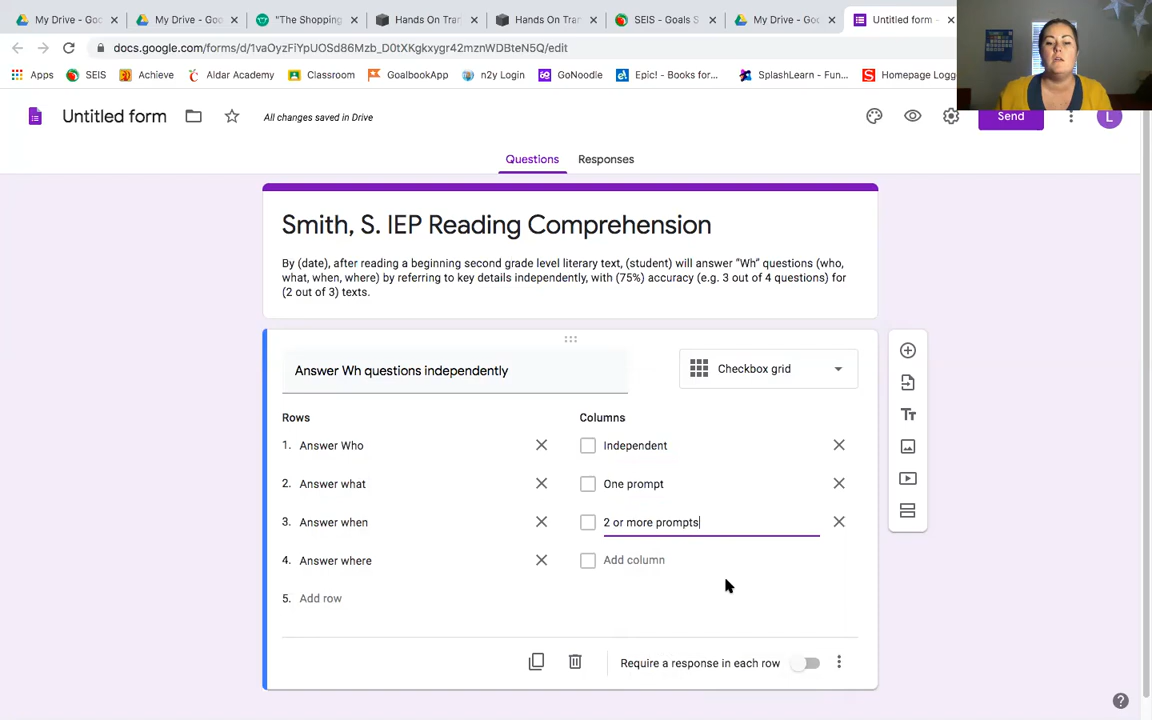 My Drive - Goo
My Drive - Goo
"The Shopping
Hands On Tran
Hands On Tran
SEIS - Goals S
My Drive - Goo
Untitled form -
docs.google.com/forms/d/1vaOyzFiYpUOSd86Mzb_D0tXKgkxygr42mznWDBteN5Q/edit
Apps
SEIS
Achieve
Aldar Academy
Classroom
GoalbookApp
n2y Login
GoNoodle
Epic! - Books for...
SplashLearn - Fun...
Homepage Logg
Untitled form
All changes saved in Drive
Send
L
Questions
Responses
Smith, S. IEP Reading Comprehension
By (date), after reading a beginning second grade level literary text, (student) will answer "Wh" questions (who,
what, when, where) by referring to key details independently, with (75%) accuracy (e.g. 3 out of 4 questions) for
(2 out of 3) texts.
Answer Wh questions independently
Checkbox grid
Rows
Columns
1. Answer Who
Independent
2. Answer what
One prompt
3. Answer when
2 or more prompts
4. Answer where
Add column
5. Add row
Require a response in each row